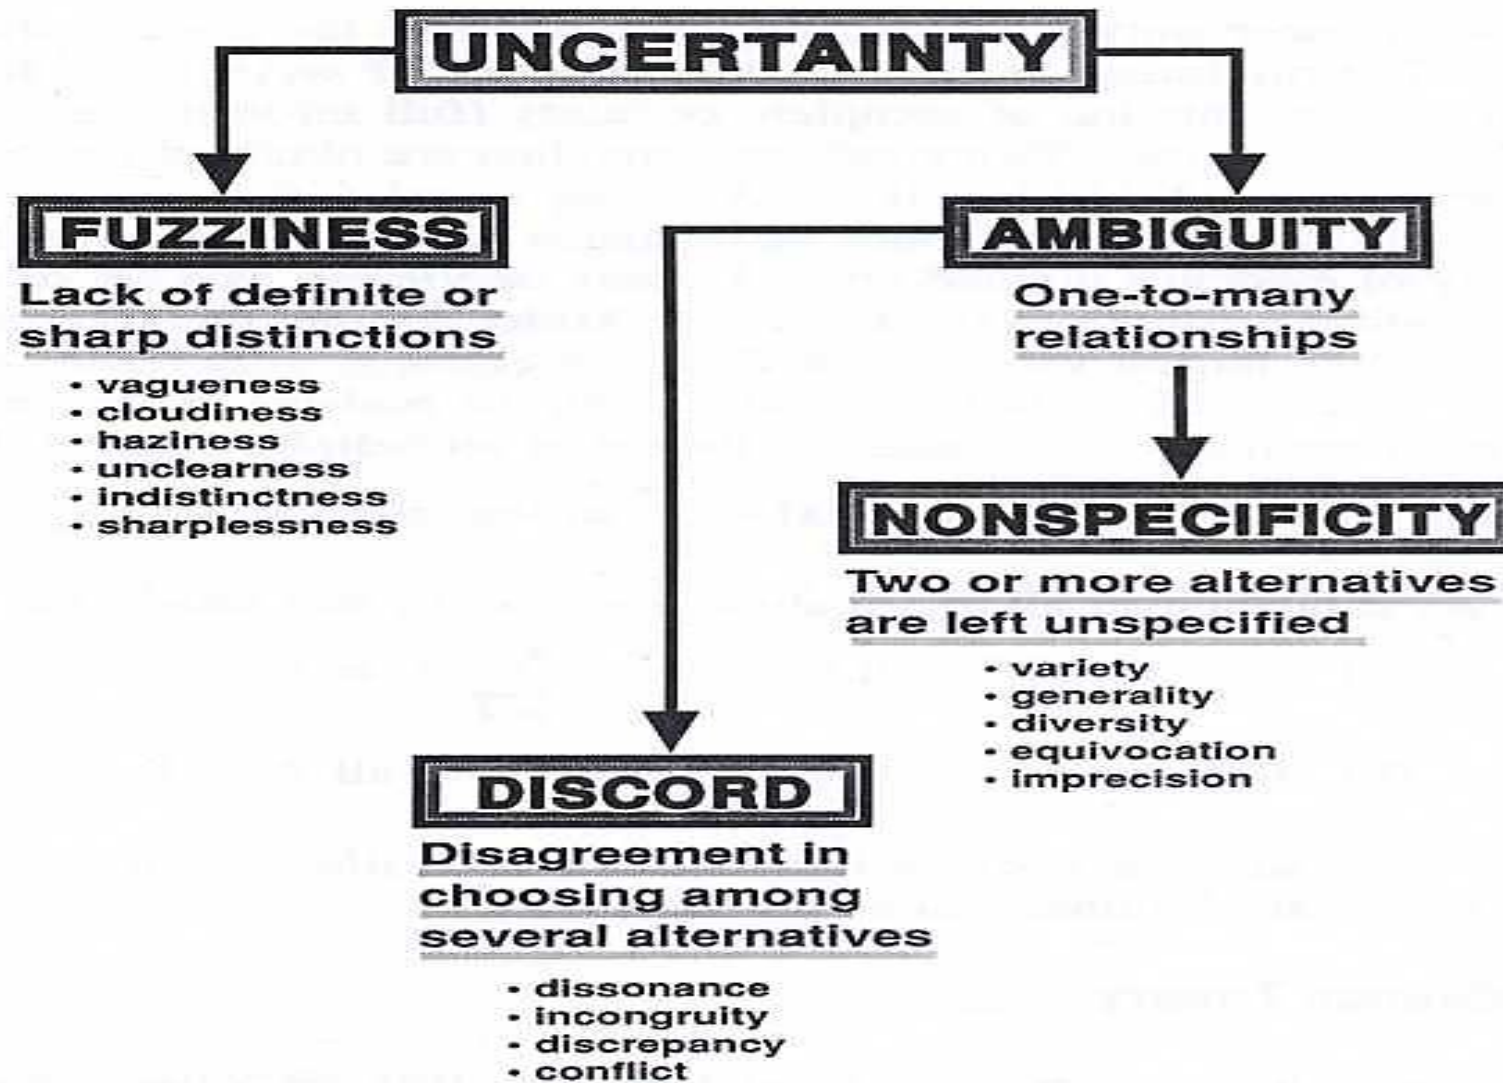 UNCERTAINTY
FUZZINESS
Lack of definite or
sharp distinctions
• vagueness
• cloudiness
• haziness
• unclearness
• indistinctness
• sharplessness
AMBIGUITY
One-to-many
relationships
NONSPECIFICITY
Two or more alternatives
are left unspecified
• variety
• generality
• diversity
• equivocation
• imprecision
DISCORD
Disagreement in
choosing among
several alternatives
• dissonance
• incongruity
• discrepancy
• conflict